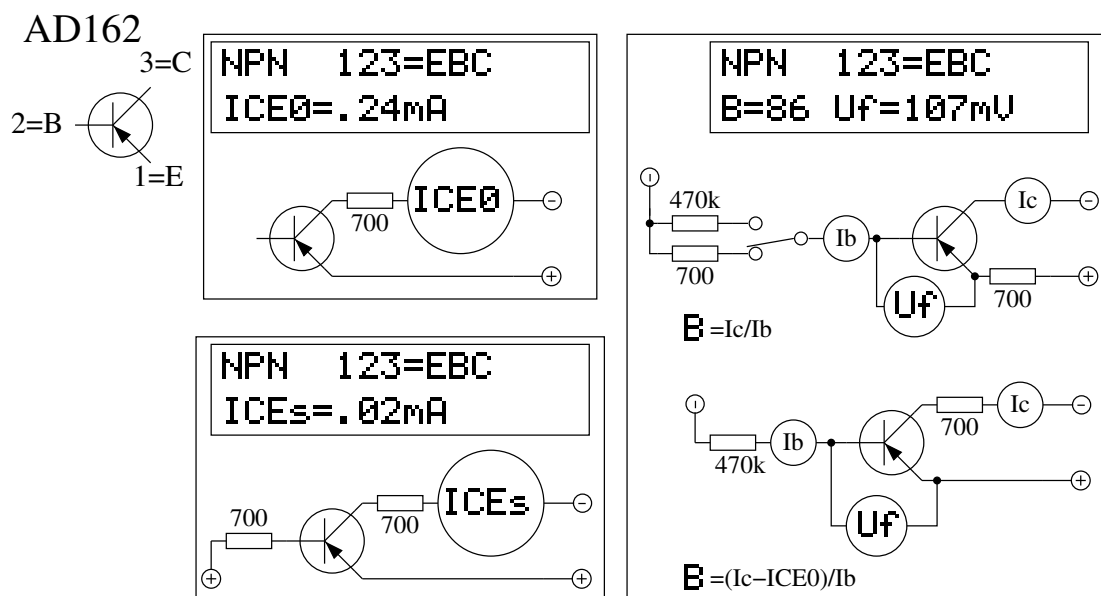 AD162
3=C
2=B
1=E
NPN 123=EBC
ICE0=.24mA
ICE0
700
−
+
NPN 123=EBC
ICEs=.02mA
ICEs
700
700
−
+
+
NPN 123=EBC
B=86 Uf=107mV
−
470k
700
Ib
Ic
−
+
700
Uf
B=Ic/Ib
−
470k
Ib
700
Ic
−
+
Uf
B=(Ic−ICE0)/Ib